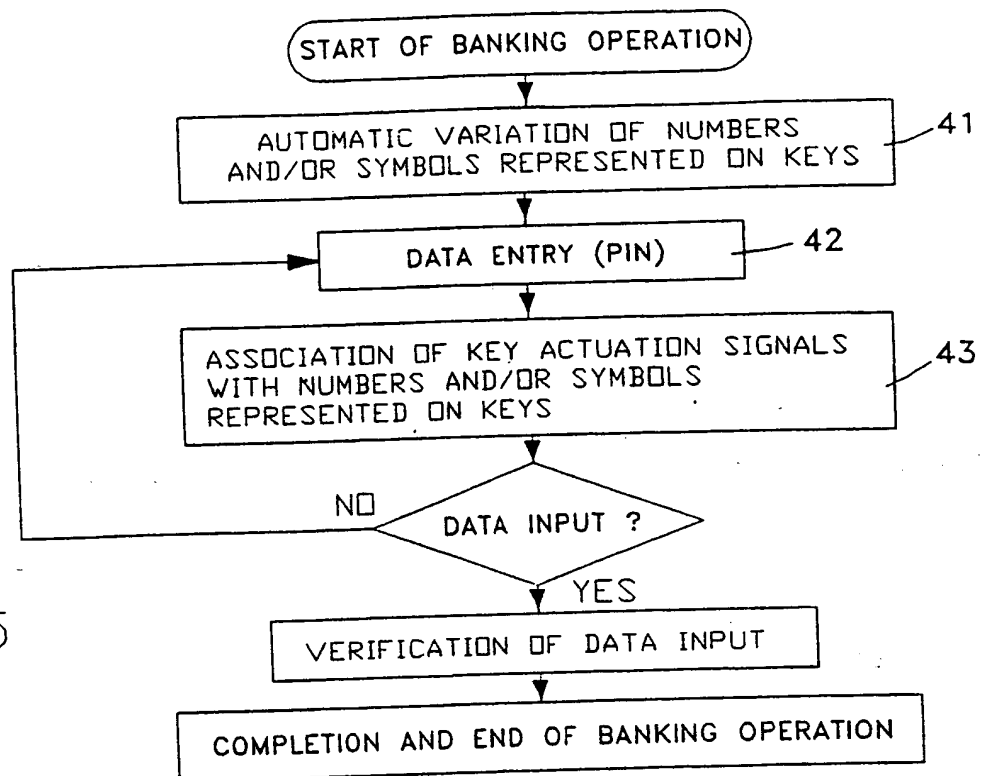 START OF BANKING OPERATION
AUTOMATIC VARIATION OF NUMBERS
AND/OR SYMBOLS REPRESENTED ON KEYS
41
DATA ENTRY (PIN)
42
ASSOCIATION OF KEY ACTUATION SIGNALS
WITH NUMBERS AND/OR SYMBOLS
REPRESENTED ON KEYS
43
NO
DATA INPUT ?
YES
5
VERIFICATION OF DATA INPUT
COMPLETION AND END OF BANKING OPERATION